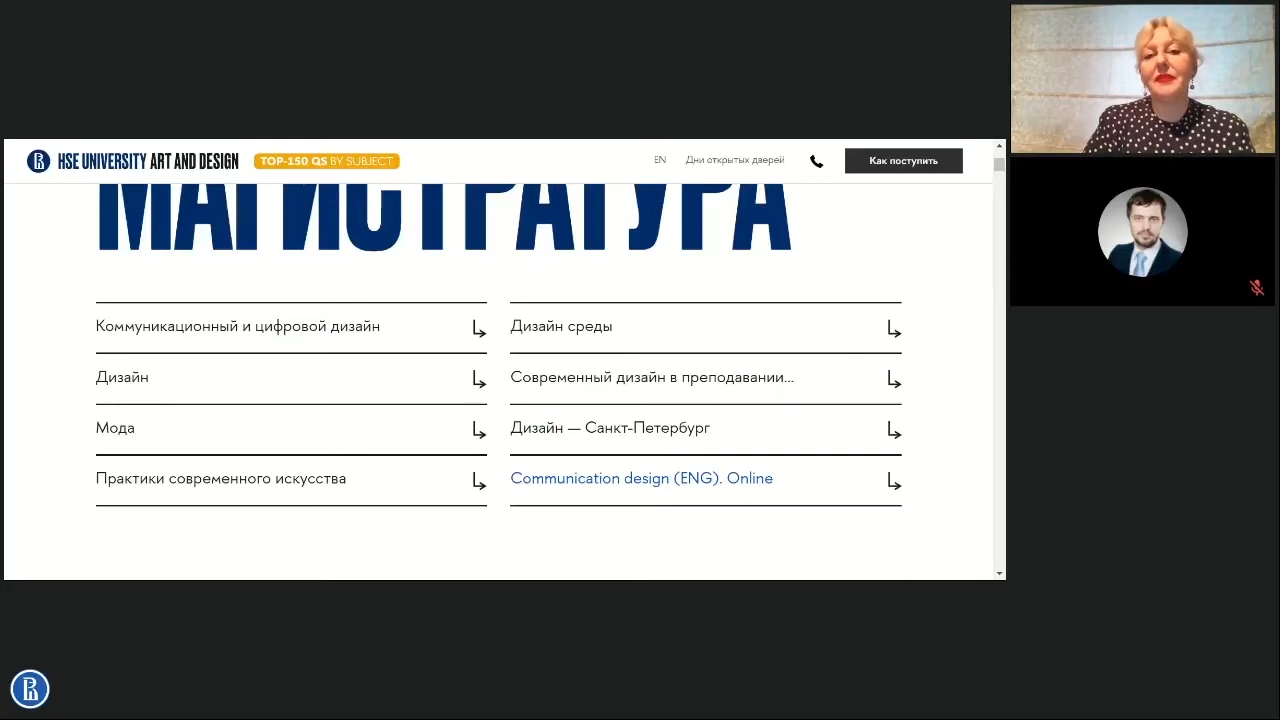 HSE UNIVERSITY ART AND DESIGN
TOP-150 QS BY SUBJECT
EN
Дни открытых дверей
Как поступить
МАГИСТРАТУРА
Коммуникационный и цифровой дизайн
Дизайн
Мода
Практики современного искусства
Дизайн среды
Современный дизайн в преподавании...
Дизайн — Санкт-Петербург
Communication design (ENG). Online